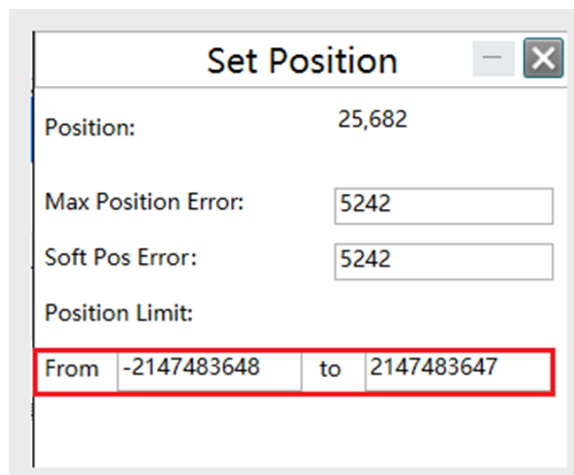 Set Position
Position: 25,682
Max Position Error: 5242
Soft Pos Error: 5242
Position Limit:
From -2147483648 to 2147483647